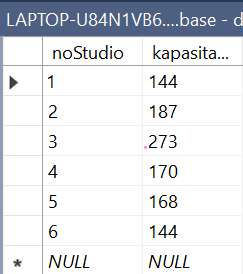 LAPTOP-U84N1VB6....base - d
noStudio kapasita...
1 144
2 187
3 273
4 170
5 168
6 144
* NULL NULL